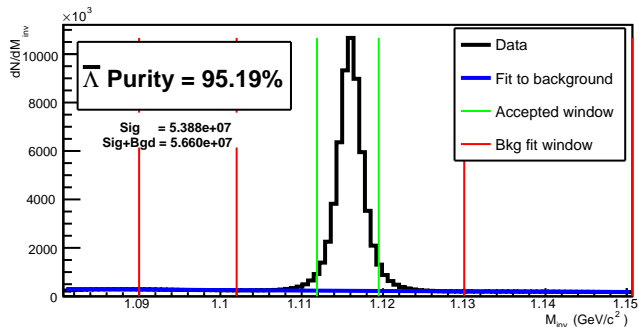 ×10³
dN/dM_inv
10000
8000
6000
4000
2000
0
Λ̅ Purity = 95.19%
Sig = 5.388e+07
Sig+Bgd = 5.660e+07
Data
Fit to background
Accepted window
Bkg fit window
1.09 1.1 1.11 1.12 1.13 1.14 1.15
M_inv (GeV/c²)